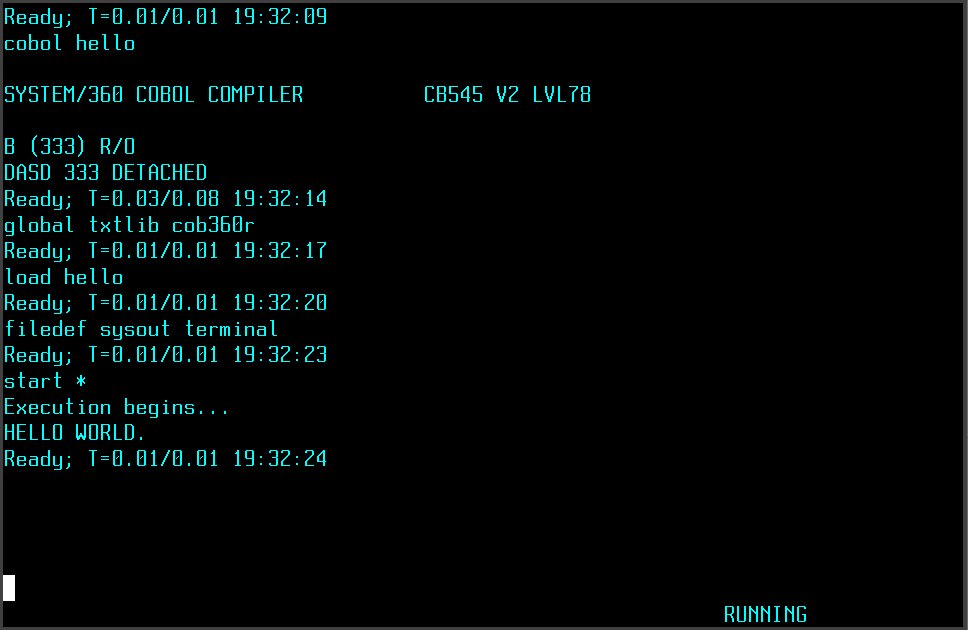 Ready; T=0.01/0.01 19:32:09
cobol hello
SYSTEM/360 COBOL COMPILER          CB545 V2 LVL78
B (333) R/O
DASD 333 DETACHED
Ready; T=0.03/0.08 19:32:14
global txtlib cob360r
Ready; T=0.01/0.01 19:32:17
load hello
Ready; T=0.01/0.01 19:32:20
filedef sysout terminal
Ready; T=0.01/0.01 19:32:23
start *
Execution begins...
HELLO WORLD.
Ready; T=0.01/0.01 19:32:24
RUNNING